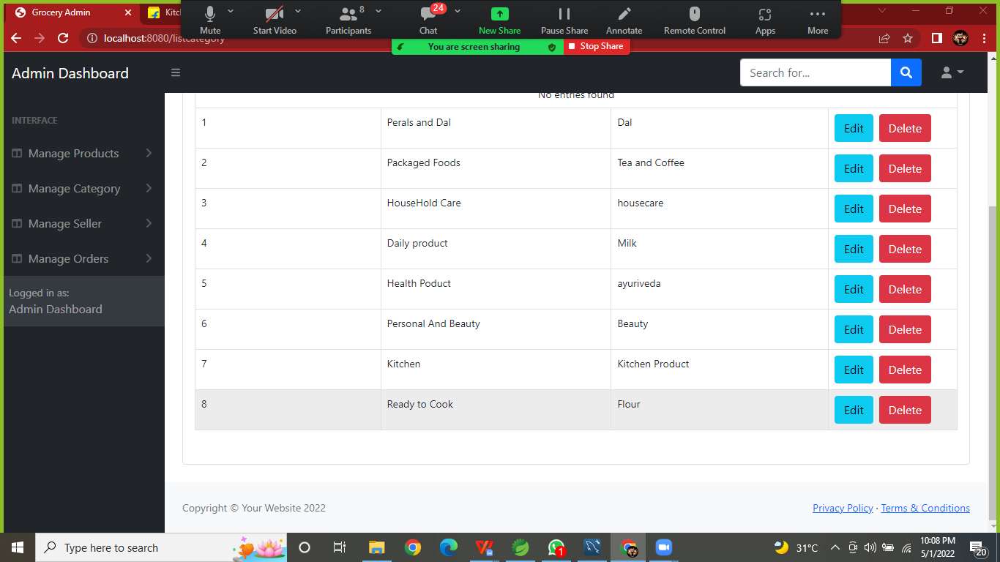 Grocery Admin
Kitch
8
24
Mute
Start Video
Participants
Chat
New Share
Pause Share
Annotate
Remote Control
Apps
More
localhost:8080/listcategory
You are screen sharing
Stop Share
Admin Dashboard
Search for...
No entries found
INTERFACE
Manage Products
Manage Category
Manage Seller
Manage Orders
Logged in as:
Admin Dashboard
1 Perals and Dal Dal Edit Delete
2 Packaged Foods Tea and Coffee Edit Delete
3 HouseHold Care housecare Edit Delete
4 Daily product Milk Edit Delete
5 Health Poduct ayuriveda Edit Delete
6 Personal And Beauty Beauty Edit Delete
7 Kitchen Kitchen Product Edit Delete
8 Ready to Cook Flour Edit Delete
Copyright © Your Website 2022
Privacy Policy · Terms & Conditions
Type here to search
1
31°C
10:08 PM
5/1/2022
20